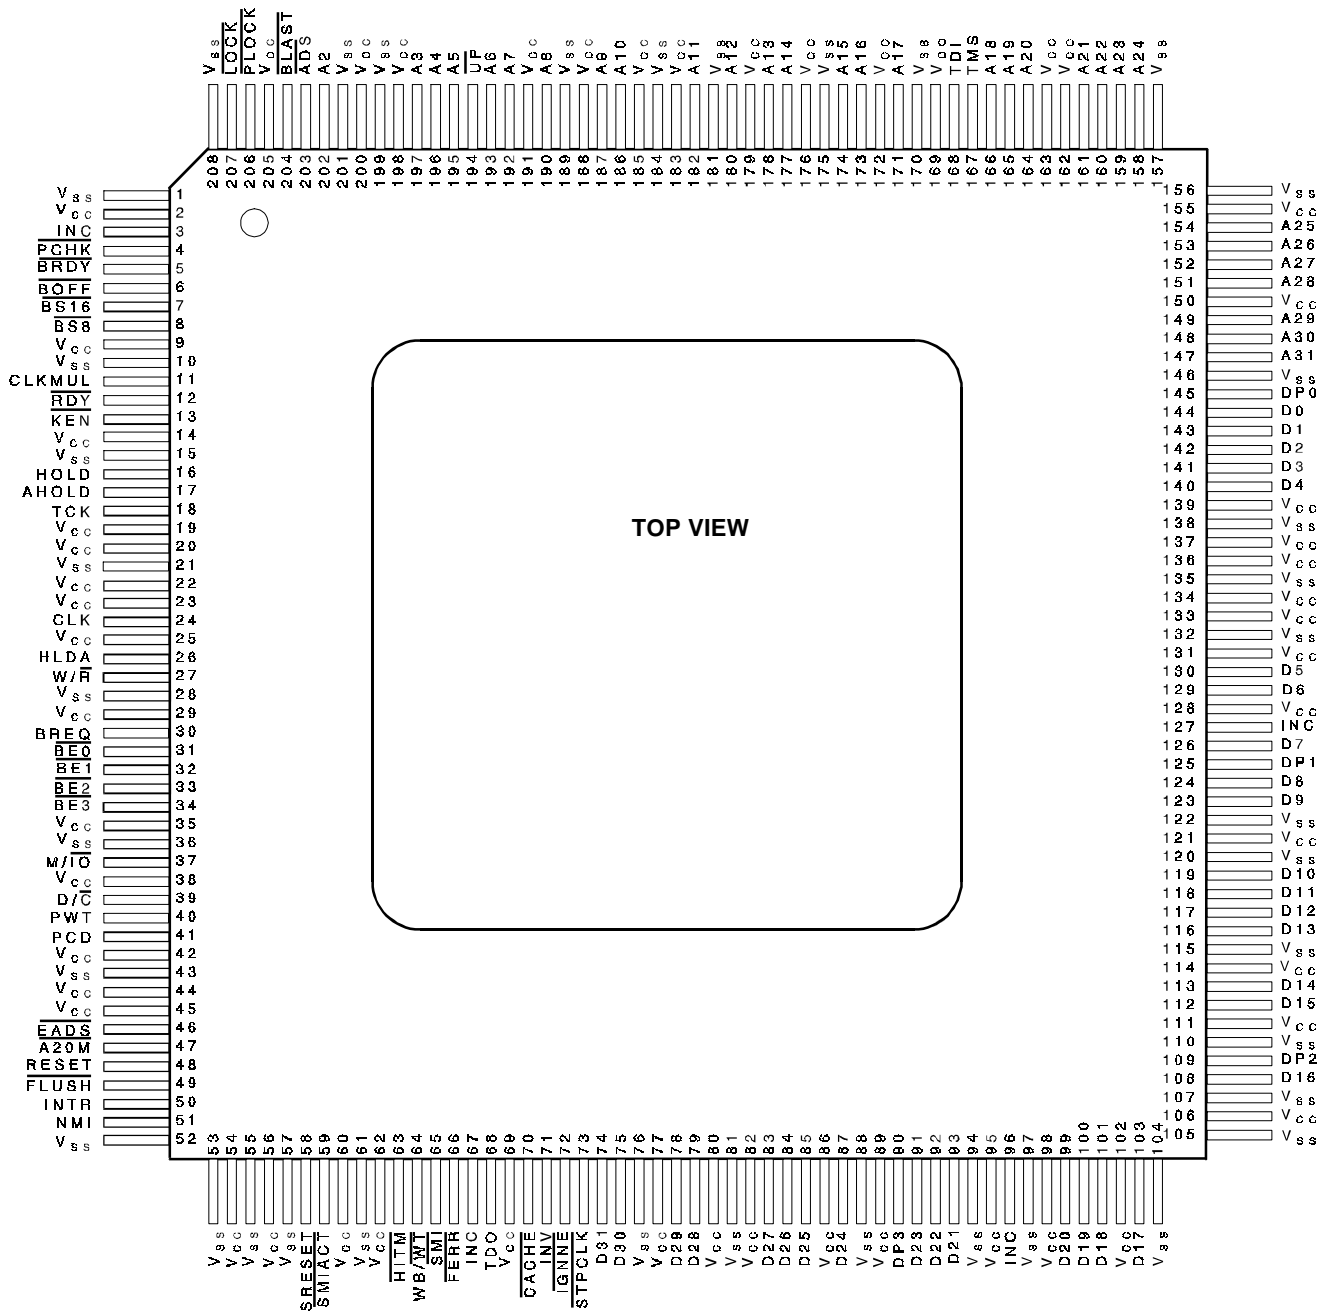 Vss 208
LOCK 207
PLOCK 206
Vcc 205
BLAST 204
ADS 203
A2 202
Vss 201
Vcc 200
Vss 199
Vcc 198
A3 197
A4 196
A5 195
UP 194
A6 193
A7 192
Vcc 191
A8 190
Vss 189
Vcc 188
A9 187
A10 186
Vcc 185
Vss 184
Vcc 183
A11 182
Vss 181
A12 180
Vcc 179
A13 178
A14 177
Vcc 176
Vss 175
A15 174
A16 173
Vcc 172
A17 171
Vss 170
Vcc 169
TDI 168
TMS 167
A18 166
A19 165
A20 164
Vcc 163
Vcc 162
A21 161
A22 160
A23 159
A24 158
Vss 157
Vss 1
Vcc 2
INC 3
PCHK 4
BRDY 5
BOFF 6
BS16 7
BS8 8
Vcc 9
Vss 10
CLKMUL 11
RDY 12
KEN 13
Vcc 14
Vss 15
HOLD 16
AHOLD 17
TCK 18
Vcc 19
Vcc 20
Vss 21
Vcc 22
Vcc 23
CLK 24
Vcc 25
HLDA 26
W/R 27
Vss 28
Vcc 29
BREQ 30
BE0 31
BE1 32
BE2 33
BE3 34
Vcc 35
Vss 36
M/IO 37
Vcc 38
D/C 39
PWT 40
PCD 41
Vcc 42
Vss 43
Vcc 44
Vcc 45
EADS 46
A20M 47
RESET 48
FLUSH 49
INTR 50
NMI 51
Vss 52
TOP VIEW
156 Vss
155 Vcc
154 A25
153 A26
152 A27
151 A28
150 Vcc
149 A29
148 A30
147 A31
146 Vss
145 DP0
144 D0
143 D1
142 D2
141 D3
140 D4
139 Vcc
138 Vss
137 Vcc
136 Vcc
135 Vss
134 Vcc
133 Vcc
132 Vss
131 Vcc
130 D5
129 D6
128 Vcc
127 INC
126 D7
125 DP1
124 D8
123 D9
122 Vss
121 Vcc
120 Vss
119 D10
118 D11
117 D12
116 D13
115 Vss
114 Vcc
113 D14
112 D15
111 Vcc
110 Vss
109 DP2
108 D16
107 Vss
106 Vcc
105 Vss
53 Vss
54 Vcc
55 Vss
56 Vcc
57 Vss
58 SRESET
59 SMIACT
60 Vcc
61 Vss
62 Vcc
63 HITM
64 WB/WT
65 SMI
66 FERR
67 INC
68 TDO
69 Vcc
70 CACHE
71 INV
72 IGNNE
73 STPCLK
74 D31
75 D30
76 Vss
77 Vcc
78 D29
79 D28
80 Vcc
81 Vss
82 Vcc
83 D27
84 D26
85 D25
86 Vcc
87 D24
88 Vss
89 Vcc
90 DP3
91 D23
92 D22
93 D21
94 Vss
95 Vcc
96 INC
97 Vss
98 Vcc
99 D20
100 D19
101 D18
102 Vcc
103 D17
104 Vss